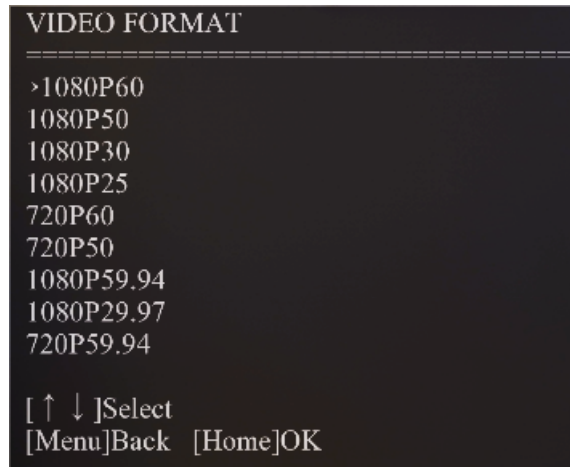 VIDEO FORMAT
======================================
›1080P60
1080P50
1080P30
1080P25
720P60
720P50
1080P59.94
1080P29.97
720P59.94
[ ↑ ↓ ]Select
[Menu]Back [Home]OK